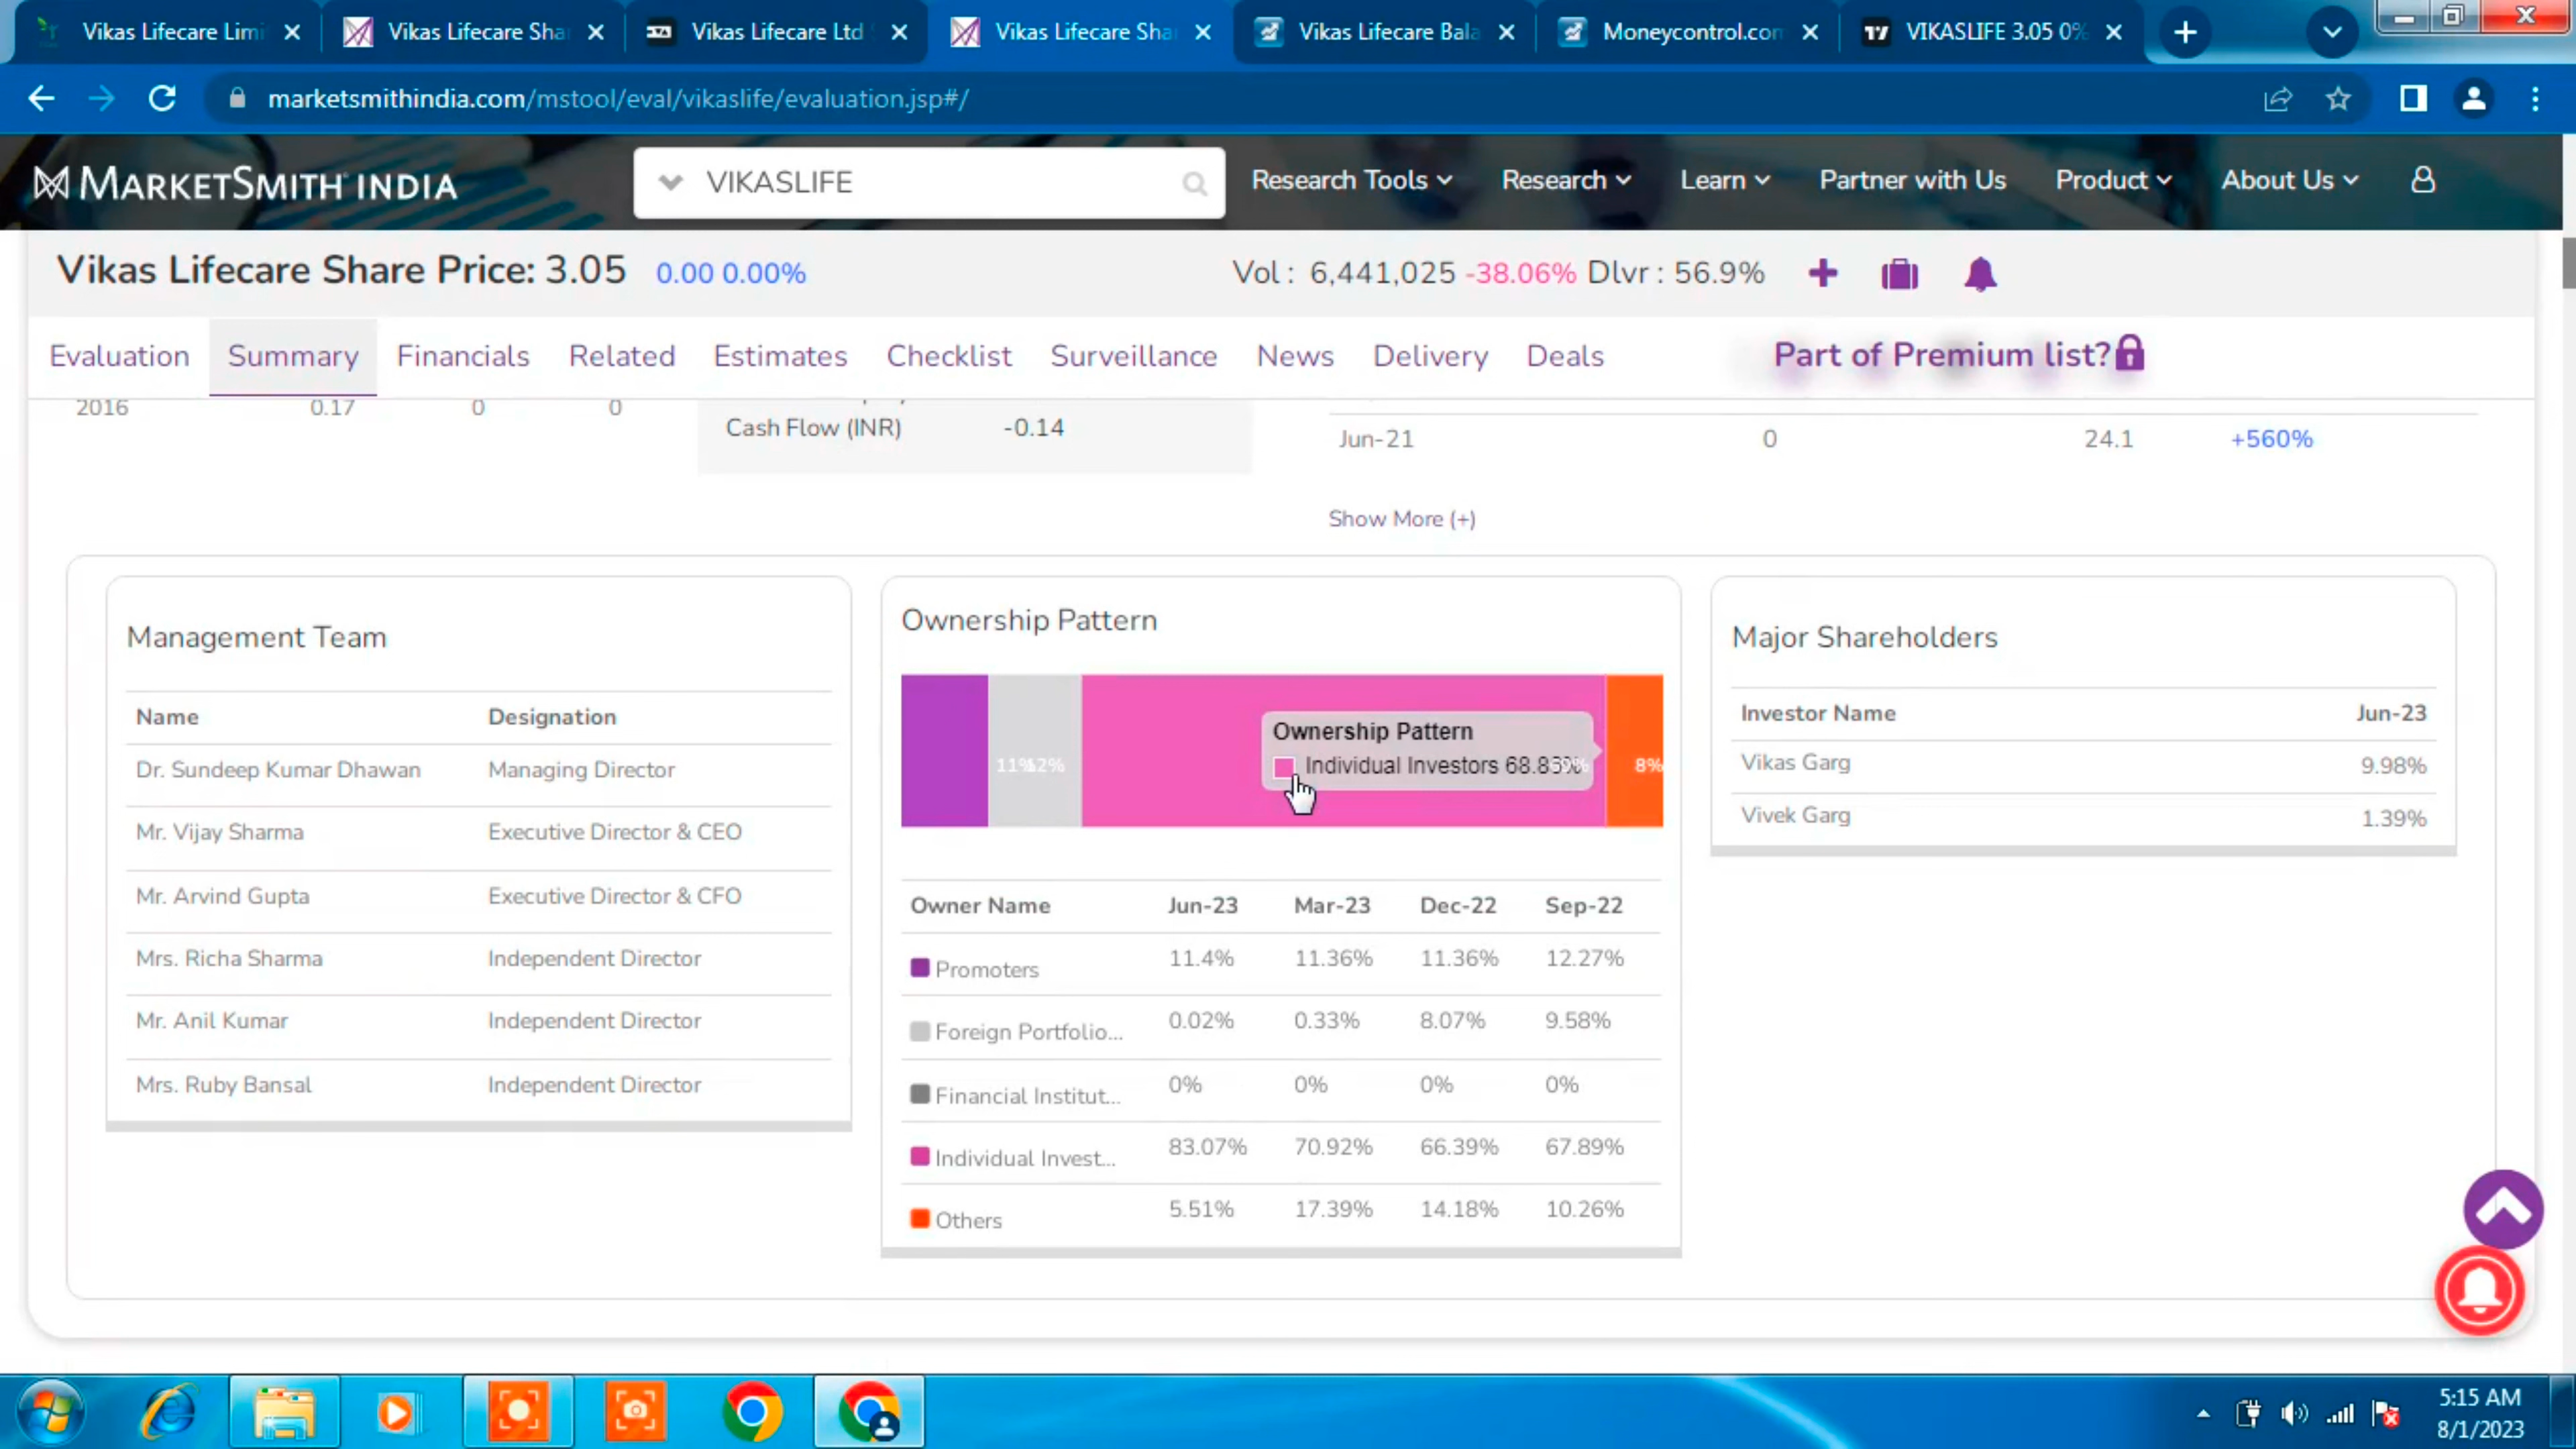 Vikas Lifecare Limi
Vikas Lifecare Sha
Vikas Lifecare Ltd
Vikas Lifecare Sha
Vikas Lifecare Bala
Moneycontrol.com
VIKASLIFE 3.05 0%
marketsmithindia.com/mstool/eval/vikaslife/evaluation.jsp#/
MARKETSMITH INDIA
VIKASLIFE
Research Tools
Research
Learn
Partner with Us
Product
About Us
Vikas Lifecare Share Price: 3.05 0.00 0.00%
Vol : 6,441,025 -38.06% Dlvr : 56.9%
Evaluation Summary Financials Related Estimates Checklist Surveillance News Delivery Deals
Part of Premium list?
2016 0.17 0 0
Cash Flow (INR) -0.14
Jun-21 0 24.1 +560%
Show More (+)
Management Team
Name Designation
Dr. Sundeep Kumar Dhawan Managing Director
Mr. Vijay Sharma Executive Director & CEO
Mr. Arvind Gupta Executive Director & CFO
Mrs. Richa Sharma Independent Director
Mr. Anil Kumar Independent Director
Mrs. Ruby Bansal Independent Director
Ownership Pattern
Ownership Pattern
Individual Investors
11%
8%
Owner Name Jun-23 Mar-23 Dec-22 Sep-22
Promoters 11.4% 11.36% 11.36% 12.27%
Foreign Portfolio... 0.02% 0.33% 8.07% 9.58%
Financial Institut... 0% 0% 0% 0%
Individual Invest... 83.07% 70.92% 66.39% 67.89%
Others 5.51% 17.39% 14.18% 10.26%
Major Shareholders
Investor Name Jun-23
Vikas Garg 9.98%
Vivek Garg 1.39%
5:15 AM
8/1/2023